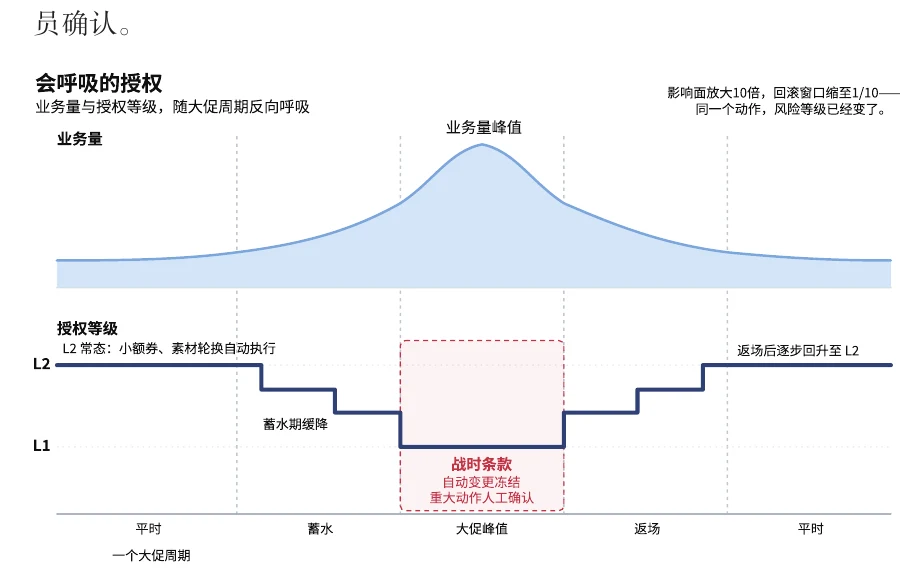 员确认。
会呼吸的授权
业务量与授权等级，随大促周期反向呼吸
影响面放大10倍，回滚窗口缩至1/10——
同一个动作，风险等级已经变了。
业务量
业务量峰值
授权等级
L2 常态：小额券、素材轮换自动执行
返场后逐步回升至 L2
L2
蓄水期缓降
L1
战时条款
自动变更冻结
重大动作人工确认
平时
蓄水
大促峰值
返场
平时
一个大促周期